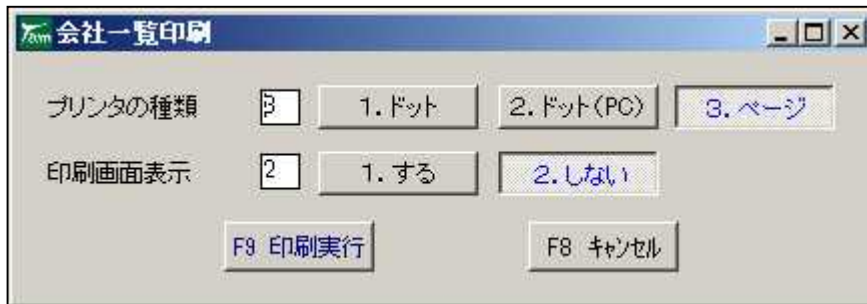 Tam 会社一覧印刷
プリンタの種類 3 1.ドット 2.ドット(PC) 3.ページ
印刷画面表示 2 1.する 2.しない
F9 印刷実行 F8 キャンセル